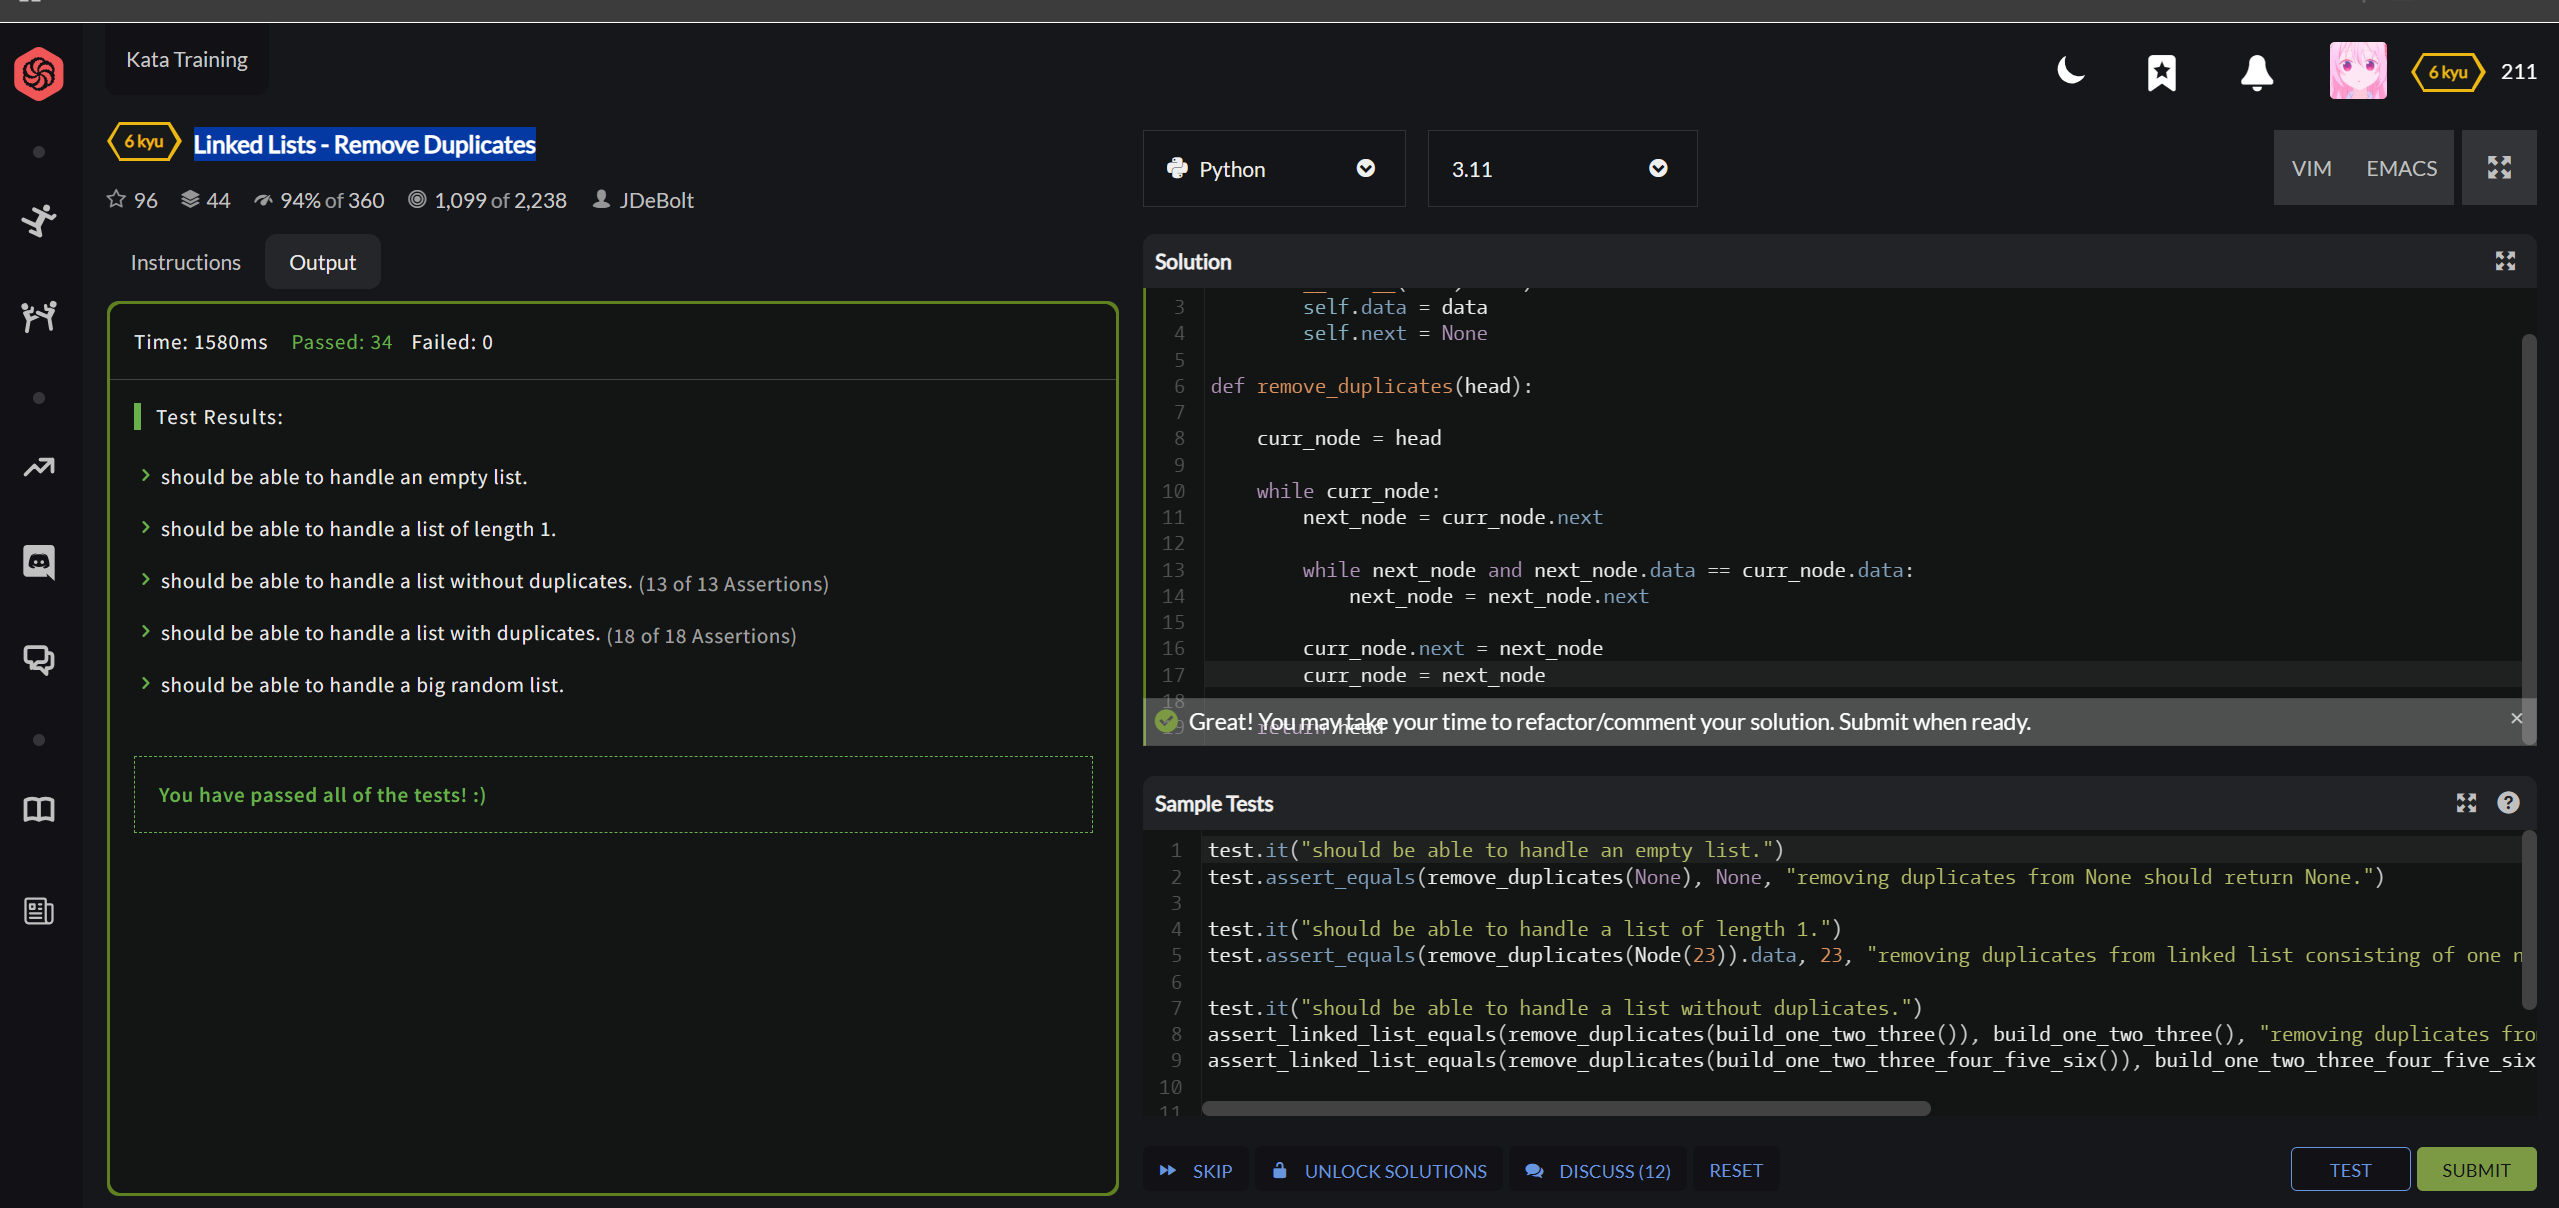 Kata Training
6 kyu
211
6 kyu
Linked Lists - Remove Duplicates
96
44
94% of 360
1,099 of 2,238
JDeBolt
Instructions
Output
Time: 1580ms
Passed: 34
Failed: 0
Test Results:
should be able to handle an empty list.
should be able to handle a list of length 1.
should be able to handle a list without duplicates. (13 of 13 Assertions)
should be able to handle a list with duplicates. (18 of 18 Assertions)
should be able to handle a big random list.
You have passed all of the tests! :)
Python
3.11
VIM
EMACS
Solution
3 self.data = data
4 self.next = None
5
6 def remove_duplicates(head):
7
8 curr_node = head
9
10 while curr_node:
11 next_node = curr_node.next
12
13 while next_node and next_node.data == curr_node.data:
14 next_node = next_node.next
15
16 curr_node.next = next_node
17 curr_node = next_node
18
19 return head
Great! You may take your time to refactor/comment your solution. Submit when ready.
Sample Tests
1 test.it("should be able to handle an empty list.")
2 test.assert_equals(remove_duplicates(None), None, "removing duplicates from None should return None.")
3
4 test.it("should be able to handle a list of length 1.")
5 test.assert_equals(remove_duplicates(Node(23)).data, 23, "removing duplicates from linked list consisting of one n
6
7 test.it("should be able to handle a list without duplicates.")
8 assert_linked_list_equals(remove_duplicates(build_one_two_three()), build_one_two_three(), "removing duplicates fro
9 assert_linked_list_equals(remove_duplicates(build_one_two_three_four_five_six()), build_one_two_three_four_five_six
10
11
SKIP
UNLOCK SOLUTIONS
DISCUSS (12)
RESET
TEST
SUBMIT